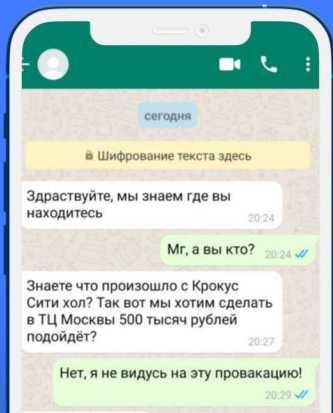 сегодня
Шифрование текста здесь
Здраствуйте, мы знаем где вы
находитесь
20:24
Мг, а вы кто? 20:24
Знаете что произошло с Крокус
Сити хол? Так вот мы хотим сделать
в ТЦ Москвы 500 тысяч рублей
подойдёт?
20:27
Нет, я не видусь на эту провакацию!
20:29